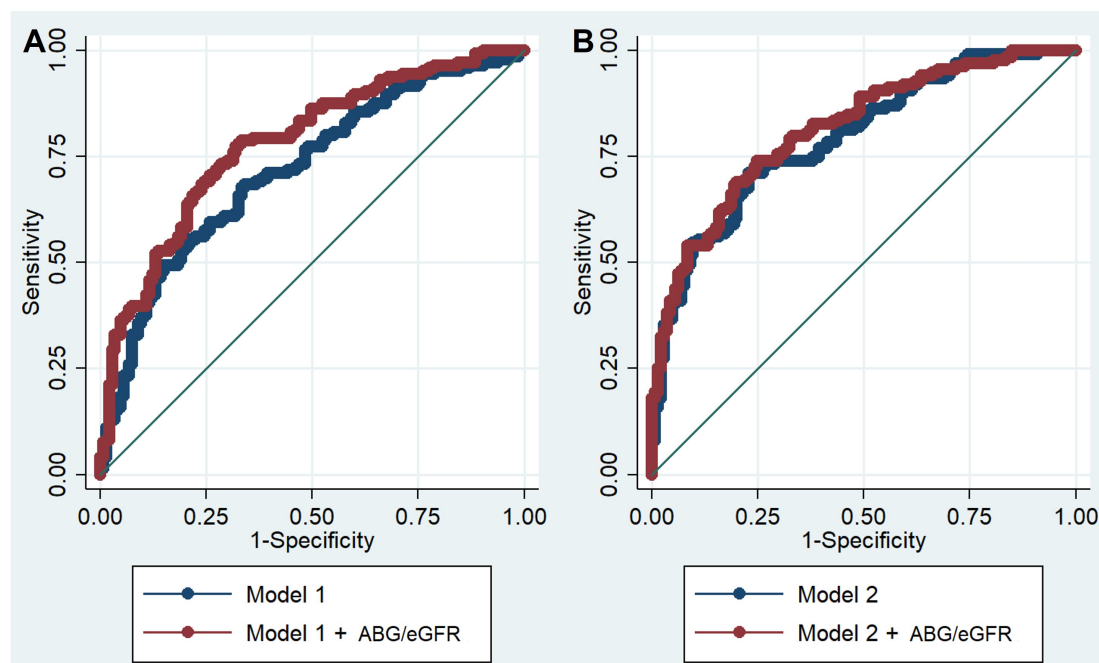 A
1.00
0.75
0.50
0.25
0.00
Sensitivity
0.00 0.25 0.50 0.75 1.00
1-Specificity
Model 1
Model 1 + ABG/eGFR
B
1.00
0.75
0.50
0.25
0.00
Sensitivity
0.00 0.25 0.50 0.75 1.00
1-Specificity
Model 2
Model 2 + ABG/eGFR